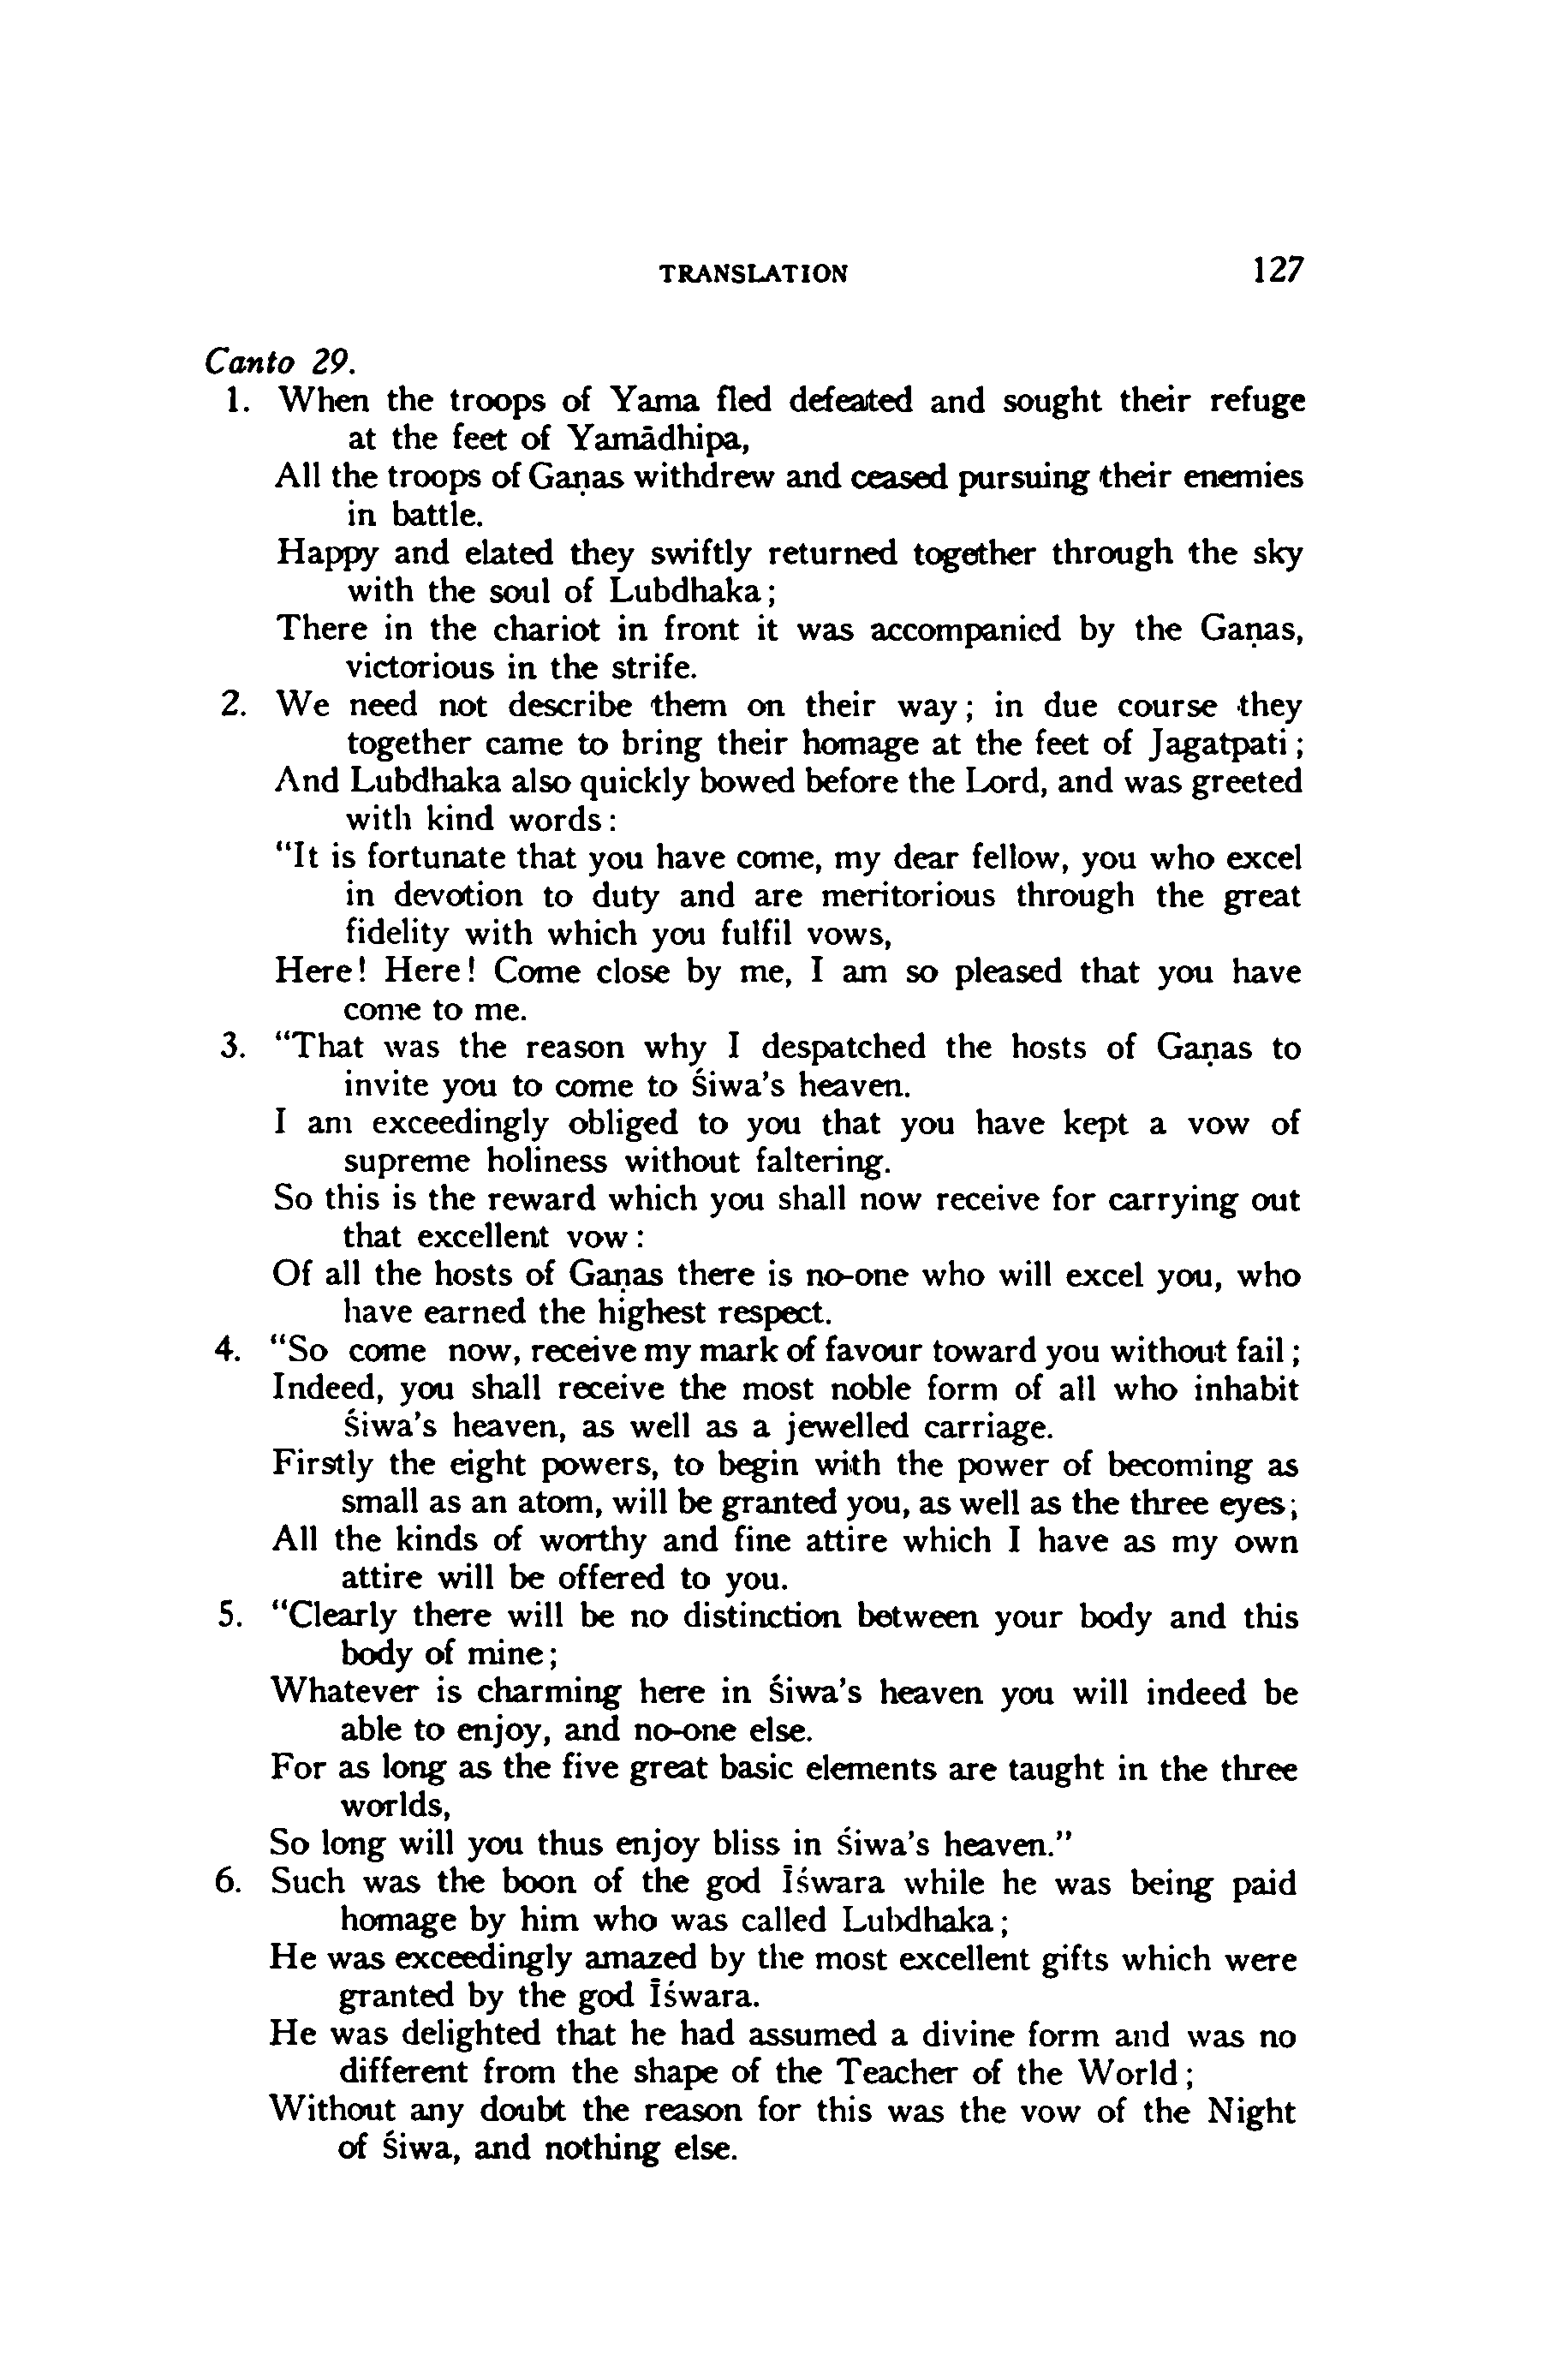 TRANSLATION 127
Canto 29.
1. When the troops of Yama fled defeated and sought their refuge
at the feet of Yamādhipa,
All the troops of Gaṇas withdrew and ceased pursuing their enemies
in battle.
Happy and elated they swiftly returned together through the sky
with the soul of Lubdhaka;
There in the chariot in front it was accompanied by the Gaṇas,
victorious in the strife.
2. We need not describe them on their way; in due course they
together came to bring their homage at the feet of Jagatpati;
And Lubdhaka also quickly bowed before the Lord, and was greeted
with kind words:
"It is fortunate that you have come, my dear fellow, you who excel
in devotion to duty and are meritorious through the great
fidelity with which you fulfil vows,
Here! Here! Come close by me, I am so pleased that you have
come to me.
3. "That was the reason why I despatched the hosts of Gaṇas to
invite you to come to Śiwa's heaven.
I am exceedingly obliged to you that you have kept a vow of
supreme holiness without faltering.
So this is the reward which you shall now receive for carrying out
that excellent vow:
Of all the hosts of Gaṇas there is no-one who will excel you, who
have earned the highest respect.
4. "So come now, receive my mark of favour toward you without fail;
Indeed, you shall receive the most noble form of all who inhabit
Śiwa's heaven, as well as a jewelled carriage.
Firstly the eight powers, to begin with the power of becoming as
small as an atom, will be granted you, as well as the three eyes;
All the kinds of worthy and fine attire which I have as my own
attire will be offered to you.
5. "Clearly there will be no distinction between your body and this
body of mine;
Whatever is charming here in Śiwa's heaven you will indeed be
able to enjoy, and no-one else.
For as long as the five great basic elements are taught in the three
worlds,
So long will you thus enjoy bliss in Śiwa's heaven."
6. Such was the boon of the god Īśwara while he was being paid
homage by him who was called Lubdhaka;
He was exceedingly amazed by the most excellent gifts which were
granted by the god Īśwara.
He was delighted that he had assumed a divine form and was no
different from the shape of the Teacher of the World;
Without any doubt the reason for this was the vow of the Night
of Śiwa, and nothing else.